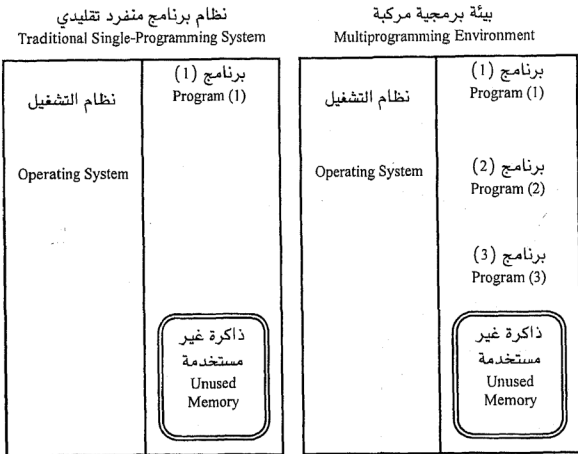 نظام برنامج منفرد تقليدي
Traditional Single-Programming System
نظام التشغيل
Operating System
برنامج (1)
Program (1)
ذاكرة غير
مستخدمة
Unused
Memory
بيئة برمجية مركبة
Multiprogramming Environment
نظام التشغيل
Operating System
برنامج (1)
Program (1)
برنامج (2)
Program (2)
برنامج (3)
Program (3)
ذاكرة غير
مستخدمة
Unused
Memory